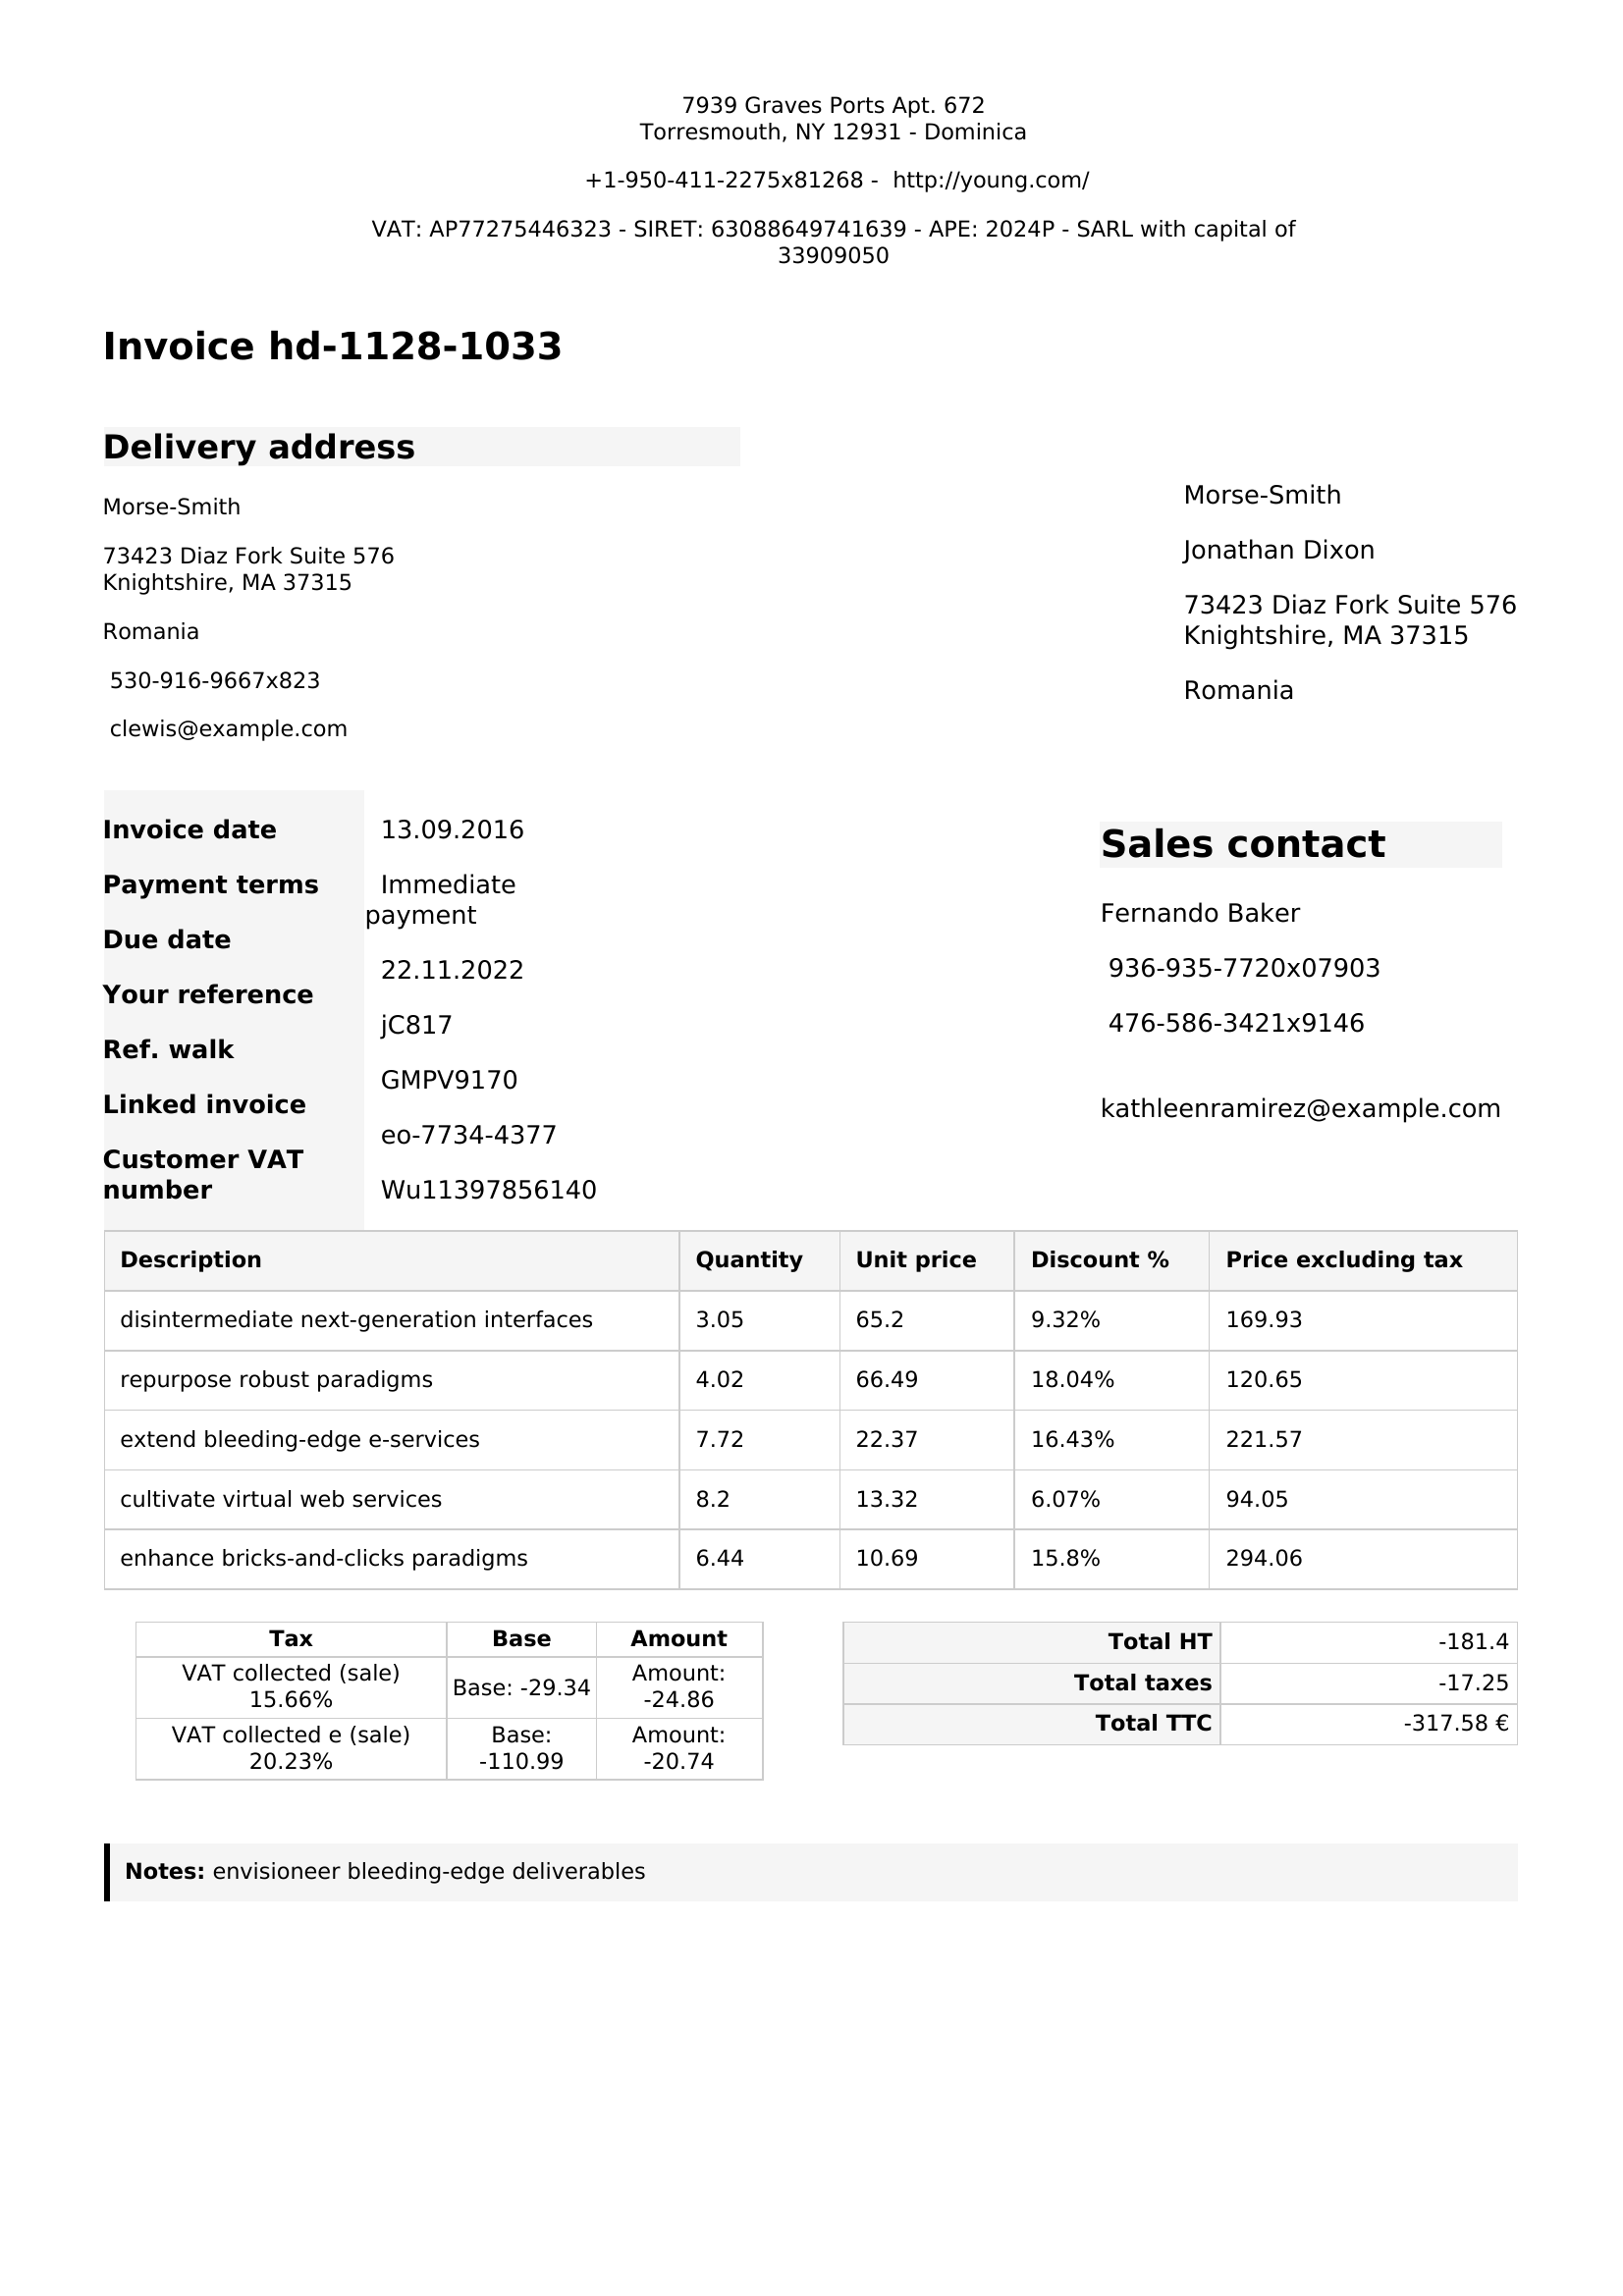 7939 Graves Ports Apt. 672
Torresmouth, NY 12931 - Dominica
+1-950-411-2275x81268 -  http://young.com/
VAT: AP77275446323 - SIRET: 63088649741639 - APE: 2024P - SARL with capital of
33909050
Invoice hd-1128-1033
Delivery address
Morse-Smith
73423 Diaz Fork Suite 576
Knightshire, MA 37315
Romania
530-916-9667x823
clewis@example.com
Morse-Smith
Jonathan Dixon
73423 Diaz Fork Suite 576
Knightshire, MA 37315
Romania
Invoice date 13.09.2016
Payment terms Immediate
payment
Due date 22.11.2022
Your reference jC817
Ref. walk GMPV9170
Linked invoice eo-7734-4377
Customer VAT
number Wu11397856140
Sales contact
Fernando Baker
936-935-7720x07903
476-586-3421x9146
kathleenramirez@example.com
Description Quantity Unit price Discount % Price excluding tax
disintermediate next-generation interfaces 3.05 65.2 9.32% 169.93
repurpose robust paradigms 4.02 66.49 18.04% 120.65
extend bleeding-edge e-services 7.72 22.37 16.43% 221.57
cultivate virtual web services 8.2 13.32 6.07% 94.05
enhance bricks-and-clicks paradigms 6.44 10.69 15.8% 294.06
Tax Base Amount
VAT collected (sale)
15.66% Base: -29.34 Amount:
-24.86
VAT collected e (sale)
20.23% Base:
-110.99 Amount:
-20.74
Total HT -181.4
Total taxes -17.25
Total TTC -317.58 €
Notes: envisioneer bleeding-edge deliverables